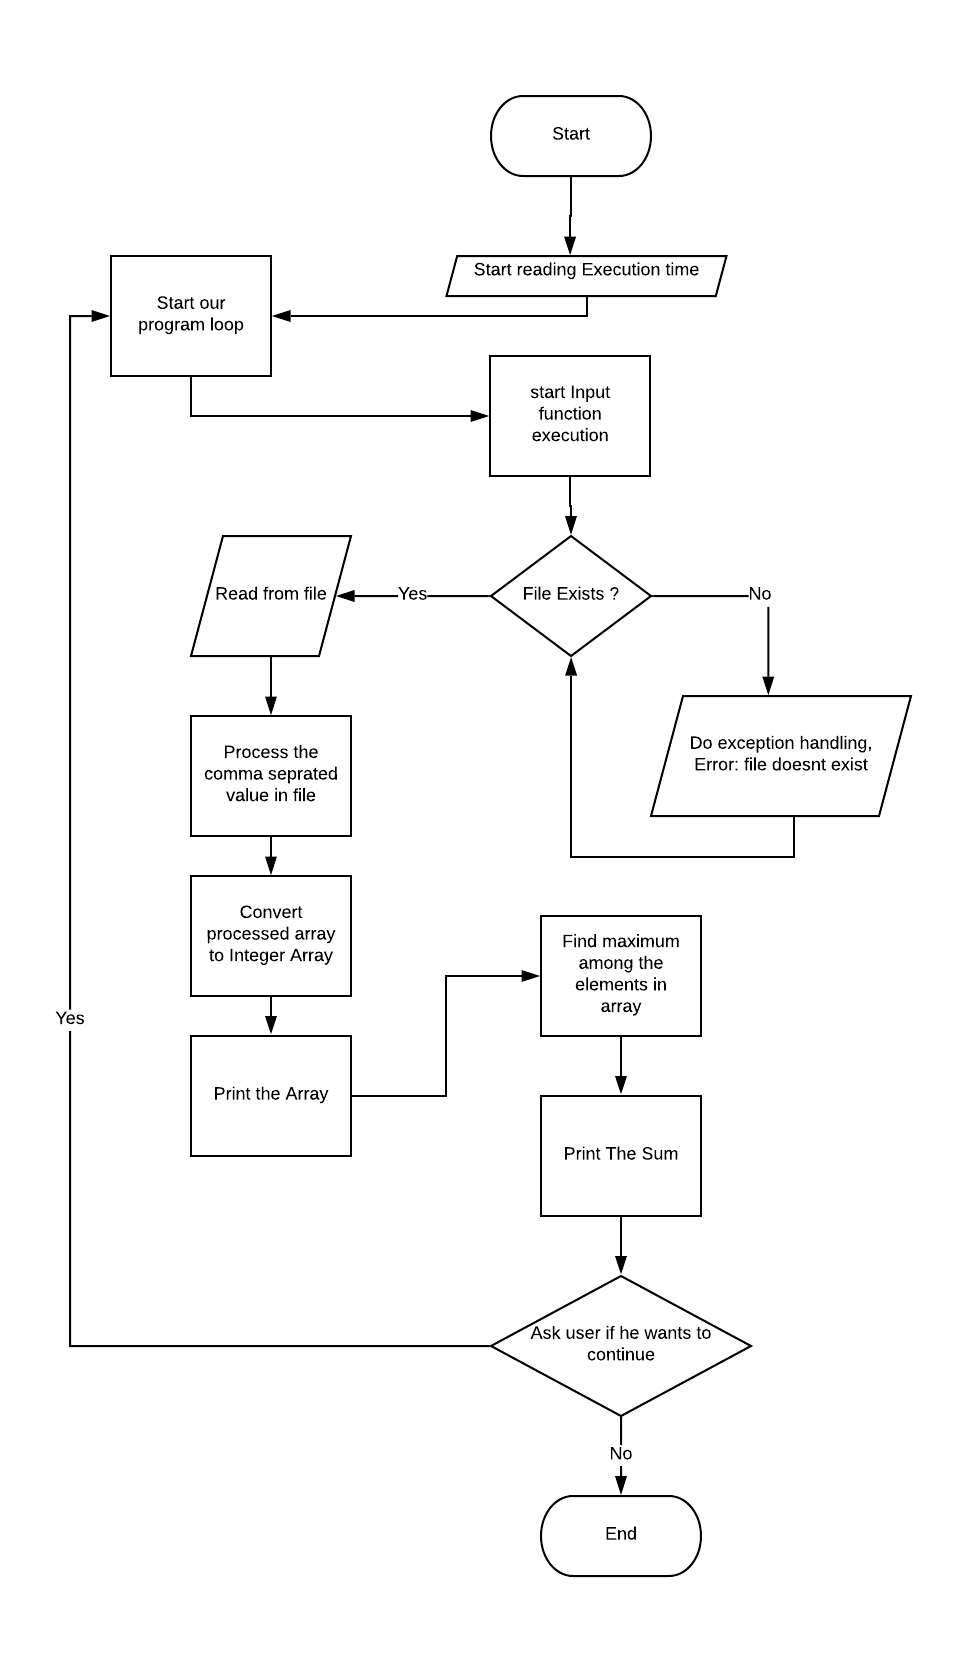 Start
Start reading Execution time
Start our
program loop
start Input
function
execution
File Exists ?
Yes
No
Read from file
Do exception handling,
Error: file doesnt exist
Process the
comma seprated
value in file
Convert
processed array
to Integer Array
Print the Array
Find maximum
among the
elements in
array
Print The Sum
Ask user if he wants to
continue
Yes
No
End